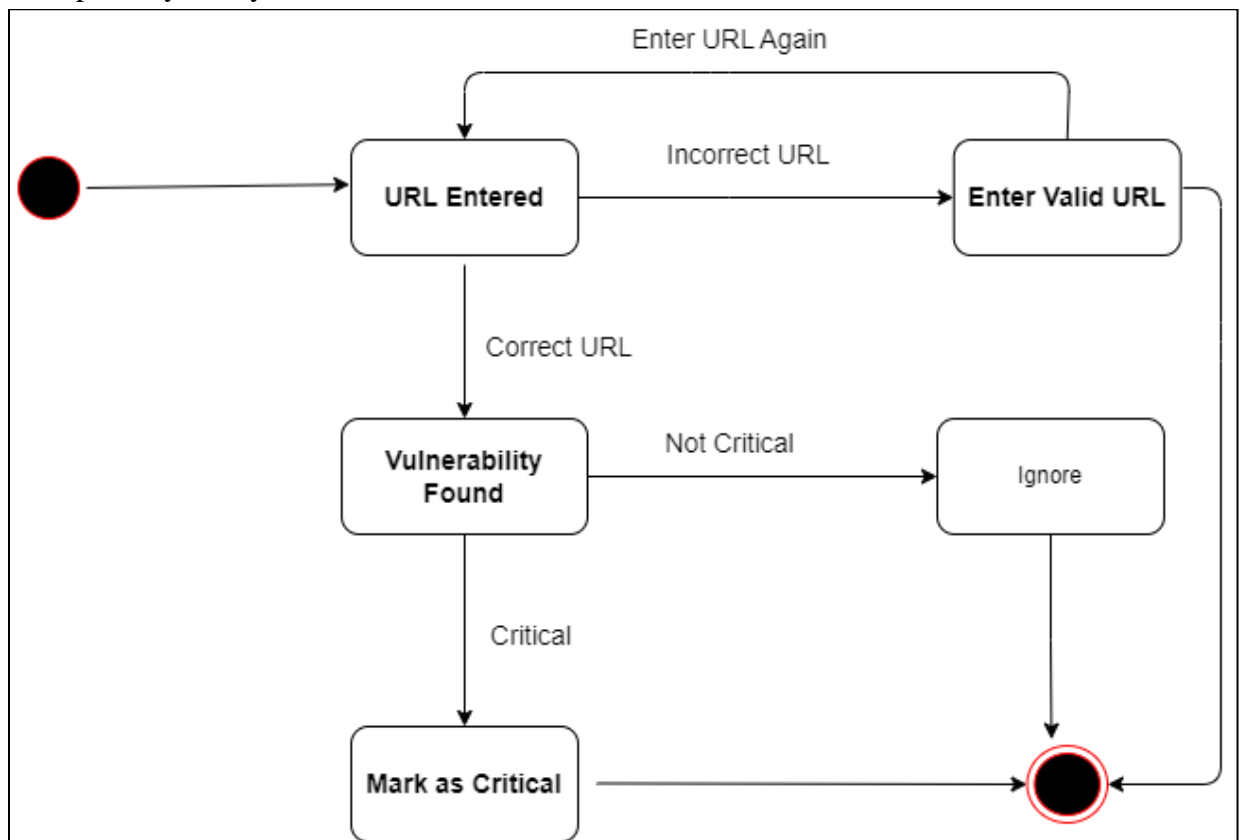 Enter URL Again
Incorrect URL
URL Entered
Enter Valid URL
Correct URL
Vulnerability
Found
Not Critical
Ignore
Critical
Mark as Critical